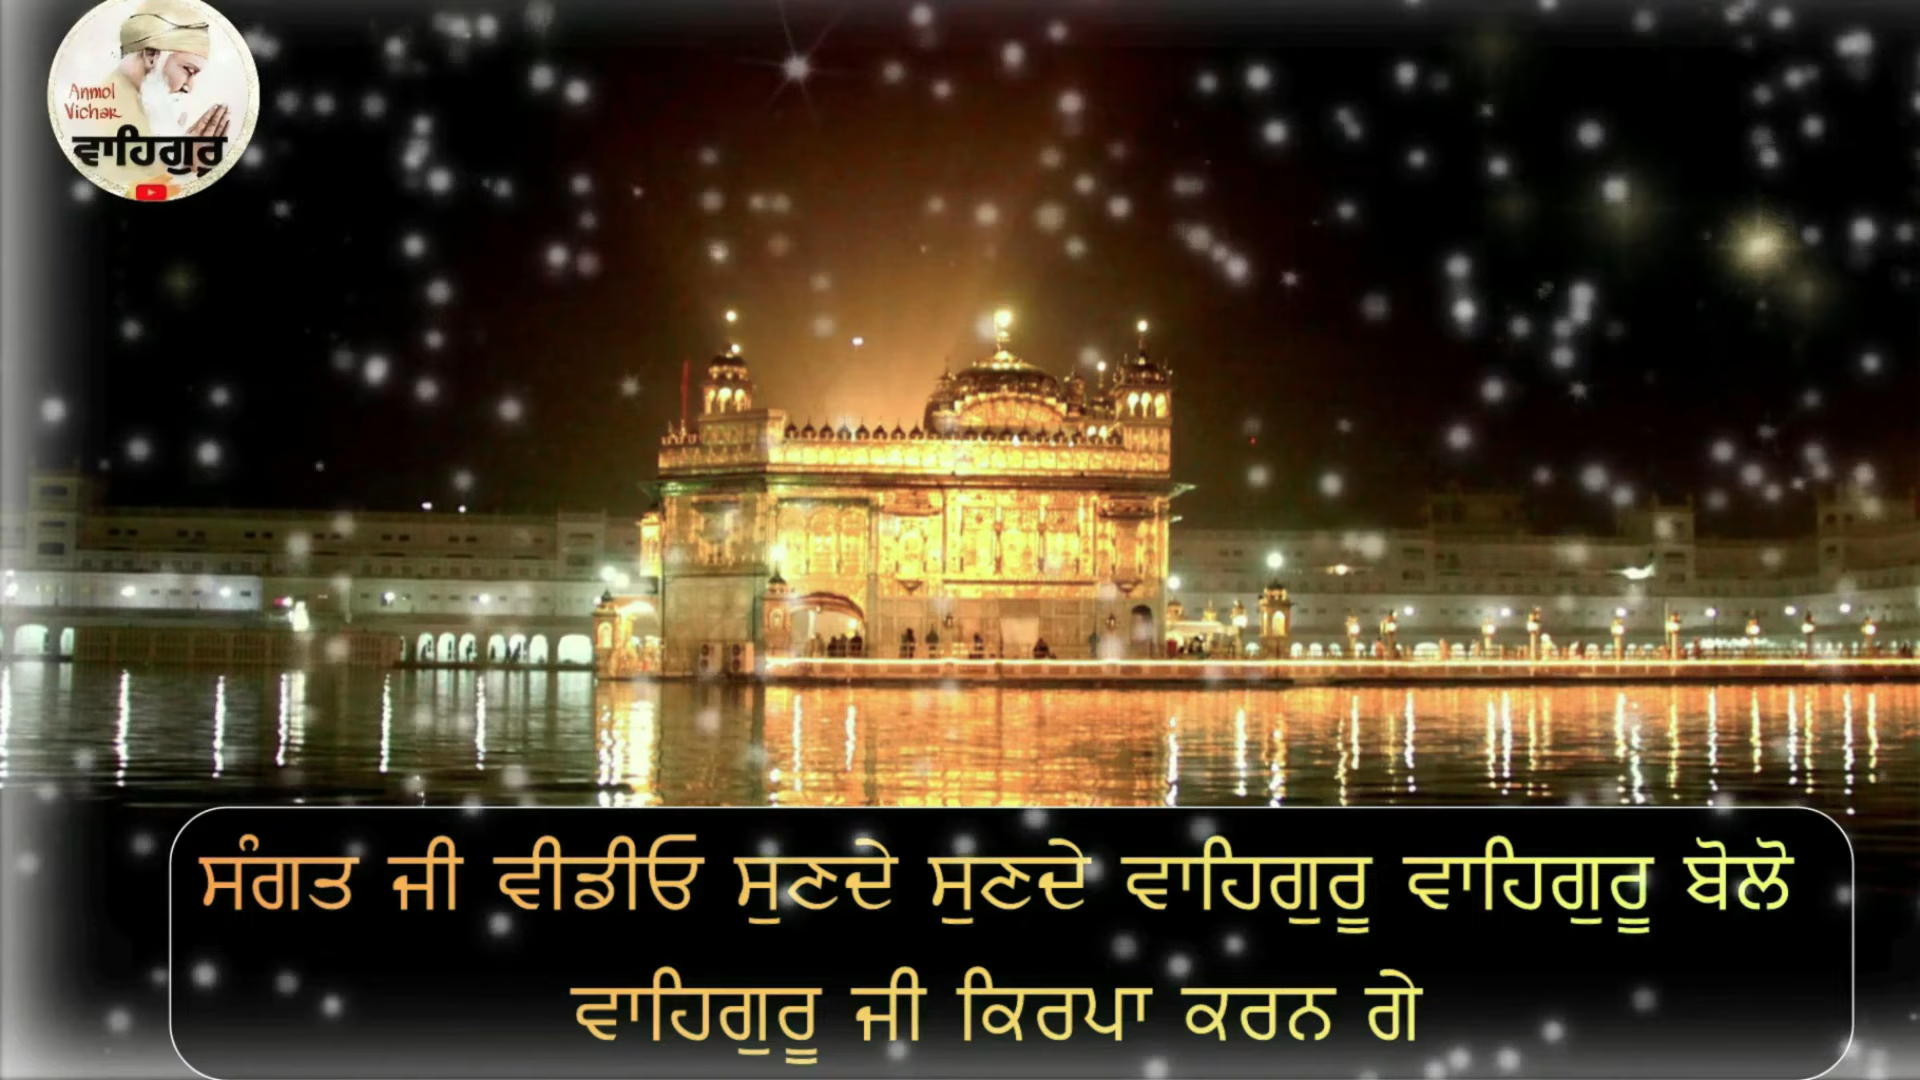 Anmol
Vichar
ਵਾਹਿਗੁਰੂ
ਸੰਗਤ ਜੀ ਵੀਡੀਓ ਸੁਣਦੇ ਸੁਣਦੇ ਵਾਹਿਗੁਰੂ ਵਾਹਿਗੁਰੂ ਬੋਲੋ
ਵਾਹਿਗੁਰੂ ਜੀ ਕਿਰਪਾ ਕਰਨ ਗੇ